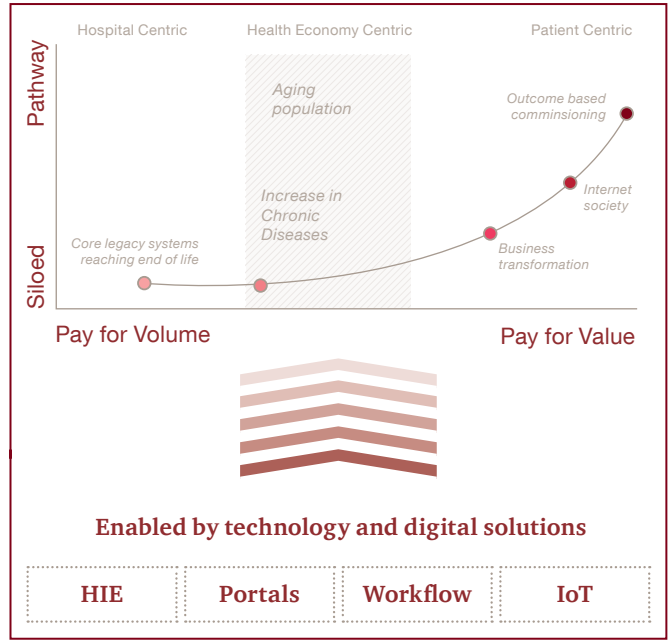 Hospital Centric
Health Economy Centric
Patient Centric
Pathway
Siloed
Aging
population
Outcome based
comminsioning
Increase in
Chronic
Diseases
Internet
society
Core legacy systems
reaching end of life
Business
transformation
Pay for Volume
Pay for Value
Enabled by technology and digital solutions
HIE
Portals
Workflow
IoT